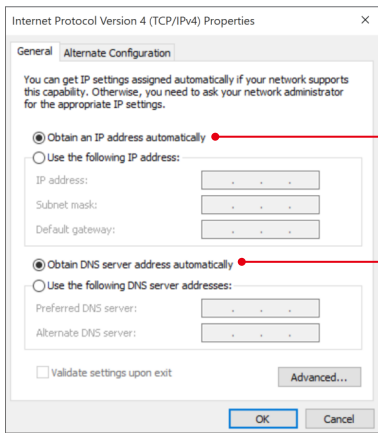 Internet Protocol Version 4 (TCP/IPv4) Properties
General Alternate Configuration
You can get IP settings assigned automatically if your network supports
this capability. Otherwise, you need to ask your network administrator
for the appropriate IP settings.
Obtain an IP address automatically
Use the following IP address:
IP address:
Subnet mask:
Default gateway:
Obtain DNS server address automatically
Use the following DNS server addresses:
Preferred DNS server:
Alternate DNS server:
Validate settings upon exit
Advanced...
OK Cancel